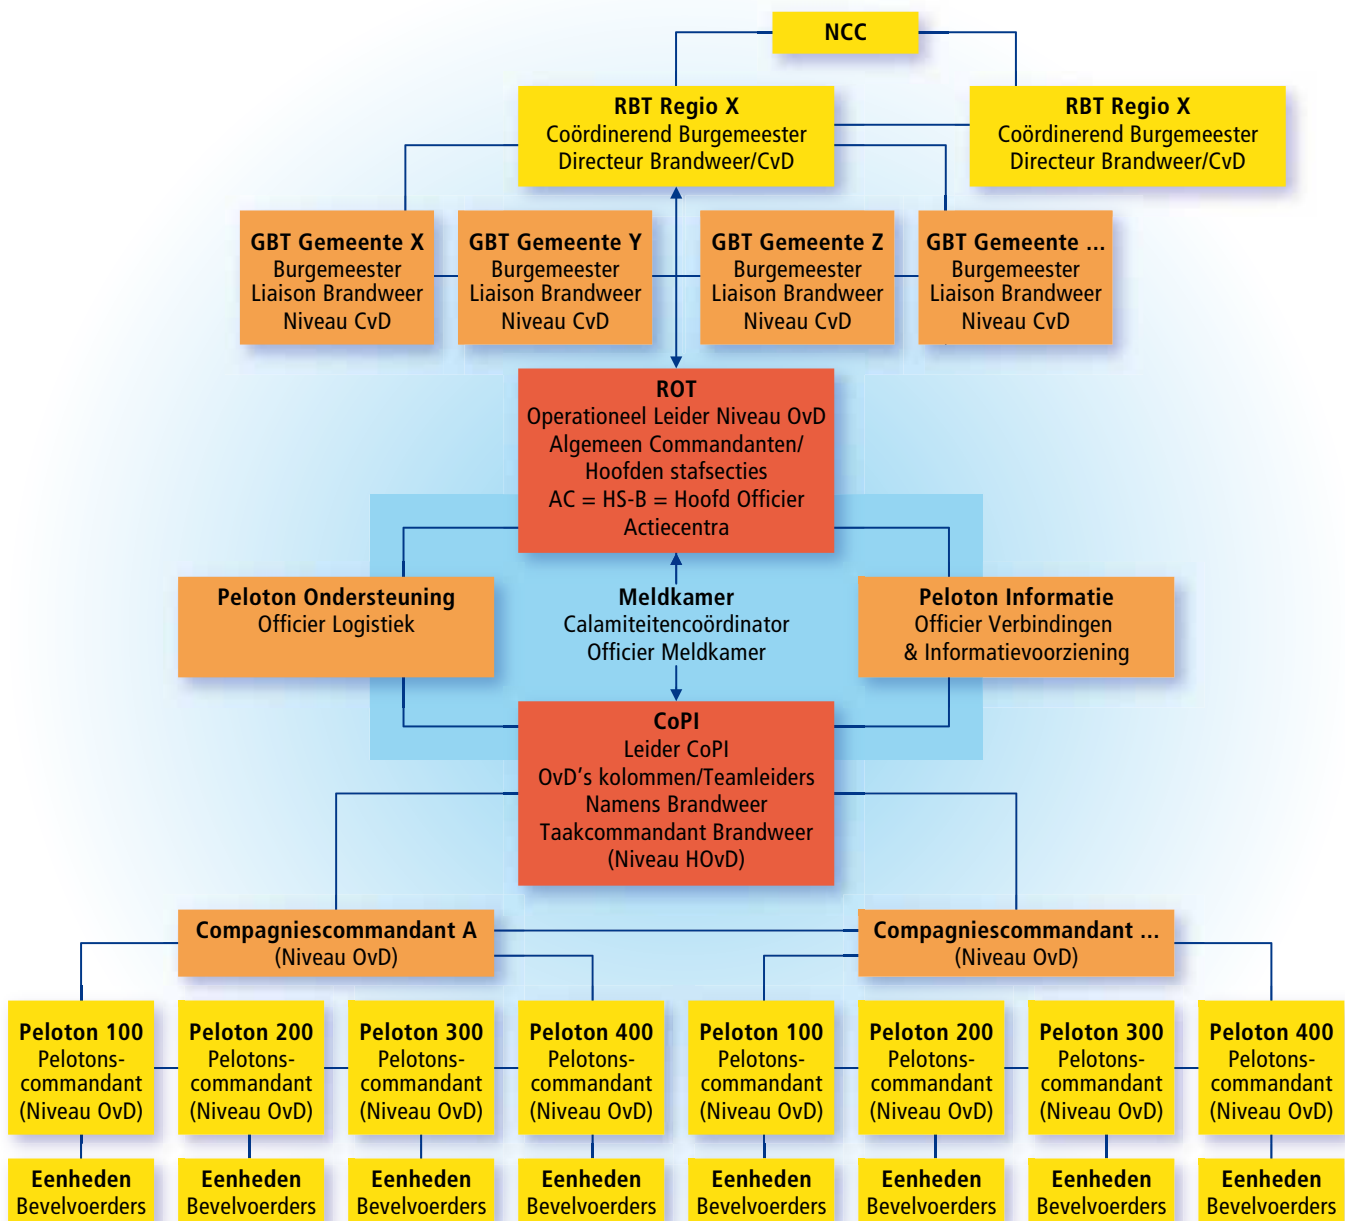 NCC
RBT Regio X
Coördinerend Burgemeester
Directeur Brandweer/CvD
RBT Regio X
Coördinerend Burgemeester
Directeur Brandweer/CvD
GBT Gemeente X
Burgemeester
Liaison Brandweer
Niveau CvD
GBT Gemeente Y
Burgemeester
Liaison Brandweer
Niveau CvD
GBT Gemeente Z
Burgemeester
Liaison Brandweer
Niveau CvD
GBT Gemeente ...
Burgemeester
Liaison Brandweer
Niveau CvD
ROT
Operationeel Leider Niveau OvD
Algemeen Commandanten/
Hoofden stafsecties
AC = HS-B = Hoofd Officier
Actiecentra
Peloton Ondersteuning
Officier Logistiek
Meldkamer
Calamiteitencoördinator
Officier Meldkamer
Peloton Informatie
Officier Verbindingen
& Informatievoorziening
CoPI
Leider CoPI
OvD's kolommen/Teamleiders
Namens Brandweer
Taakcommandant Brandweer
(Niveau HOvD)
Compagniescommandant A
(Niveau OvD)
Compagniescommandant ...
(Niveau OvD)
Peloton 100
Pelotons-
commandant
(Niveau OvD)
Peloton 200
Pelotons-
commandant
(Niveau OvD)
Peloton 300
Pelotons-
commandant
(Niveau OvD)
Peloton 400
Pelotons-
commandant
(Niveau OvD)
Peloton 100
Pelotons-
commandant
(Niveau OvD)
Peloton 200
Pelotons-
commandant
(Niveau OvD)
Peloton 300
Pelotons-
commandant
(Niveau OvD)
Peloton 400
Pelotons-
commandant
(Niveau OvD)
Eenheden
Bevelvoerders
Eenheden
Bevelvoerders
Eenheden
Bevelvoerders
Eenheden
Bevelvoerders
Eenheden
Bevelvoerders
Eenheden
Bevelvoerders
Eenheden
Bevelvoerders
Eenheden
Bevelvoerders